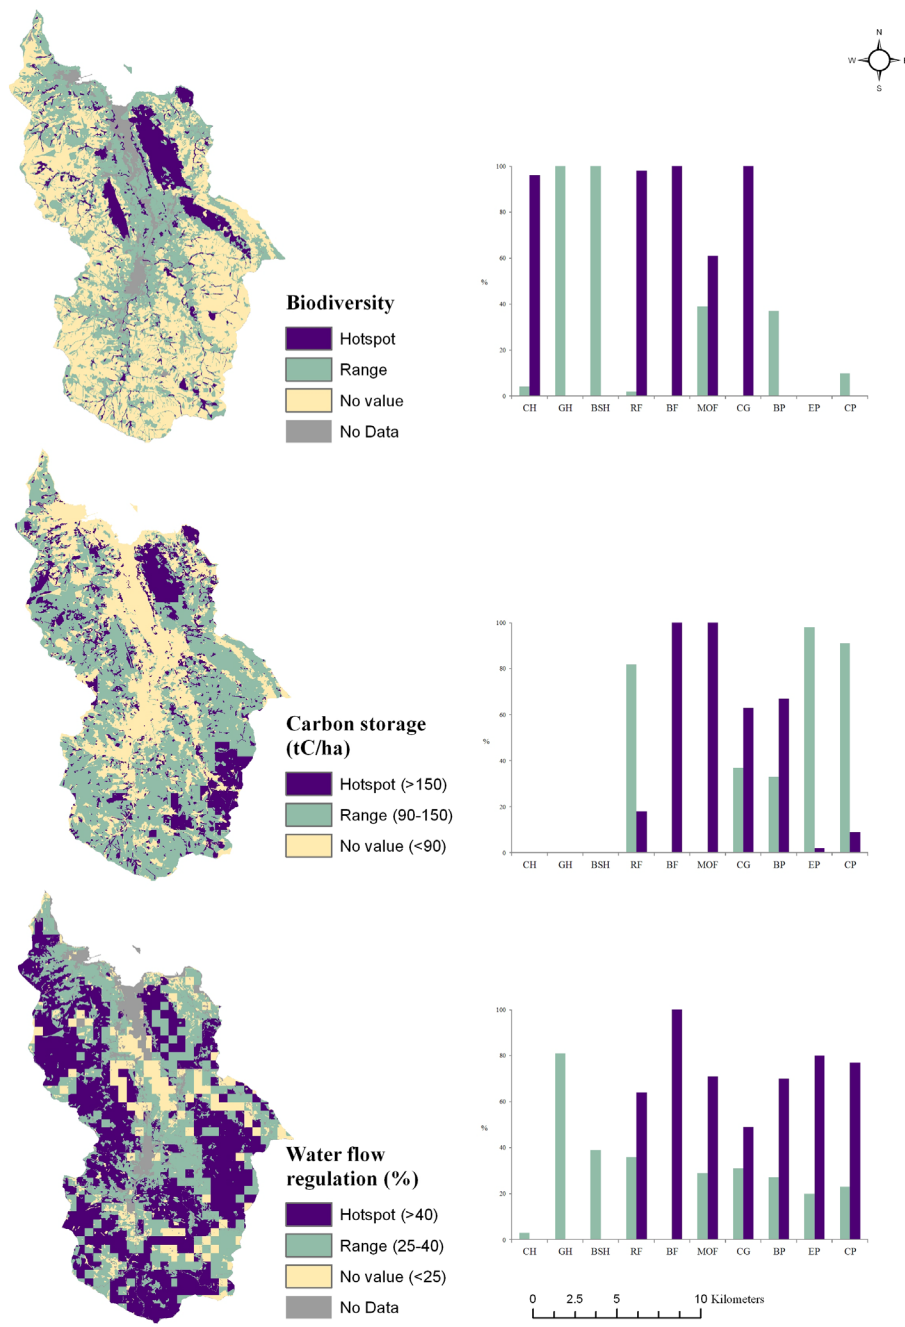 N
W
E
S
Biodiversity
Hotspot
Range
No value
No Data
100
80
60
%
40
20
0
CH GH BSH RF BF MOF CG BP EP CP
Carbon storage
(tC/ha)
Hotspot (>150)
Range (90-150)
No value (<90)
100
80
60
%
40
20
0
CH GH BSH RF BF MOF CG BP EP CP
Water flow
regulation (%)
Hotspot (>40)
Range (25-40)
No value (<25)
No Data
100
80
60
%
40
20
0
CH GH BSH RF BF MOF CG BP EP CP
0 2.5 5 10 Kilometers